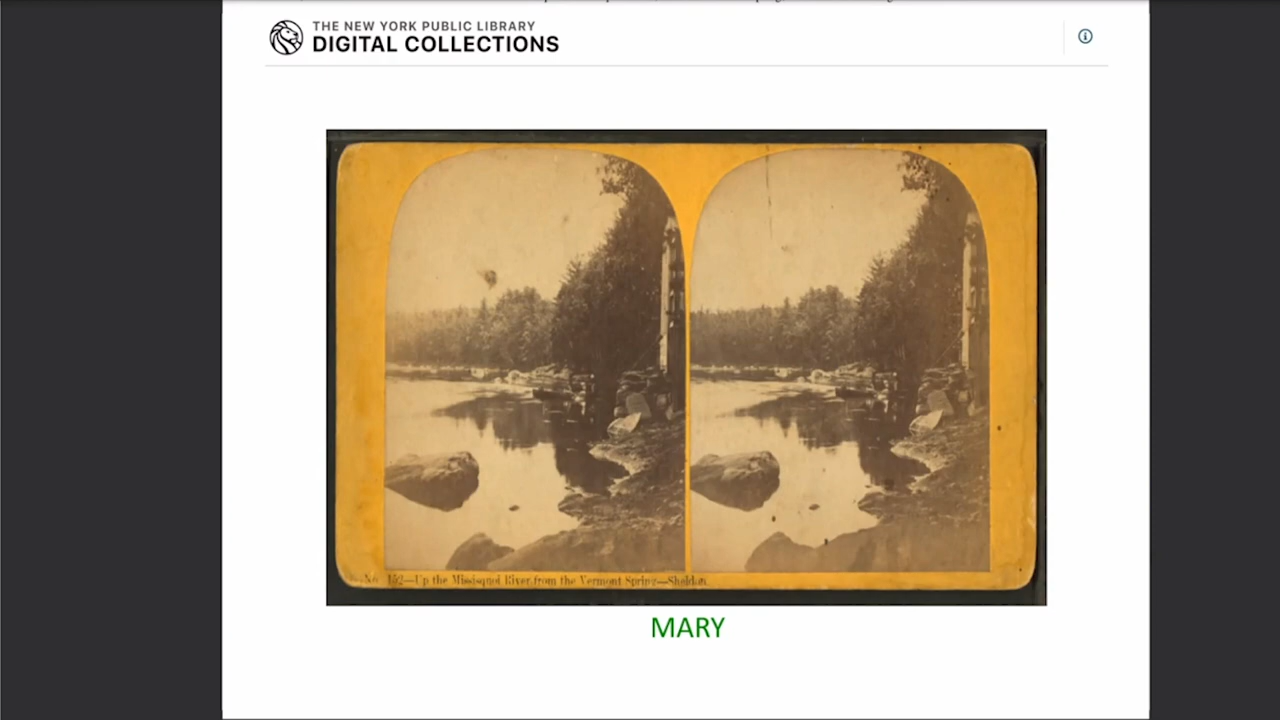 THE NEW YORK PUBLIC LIBRARY
DIGITAL COLLECTIONS
No. 152—Up the Missisquoi River, from the Vermont Spring—Sheldon.
MARY